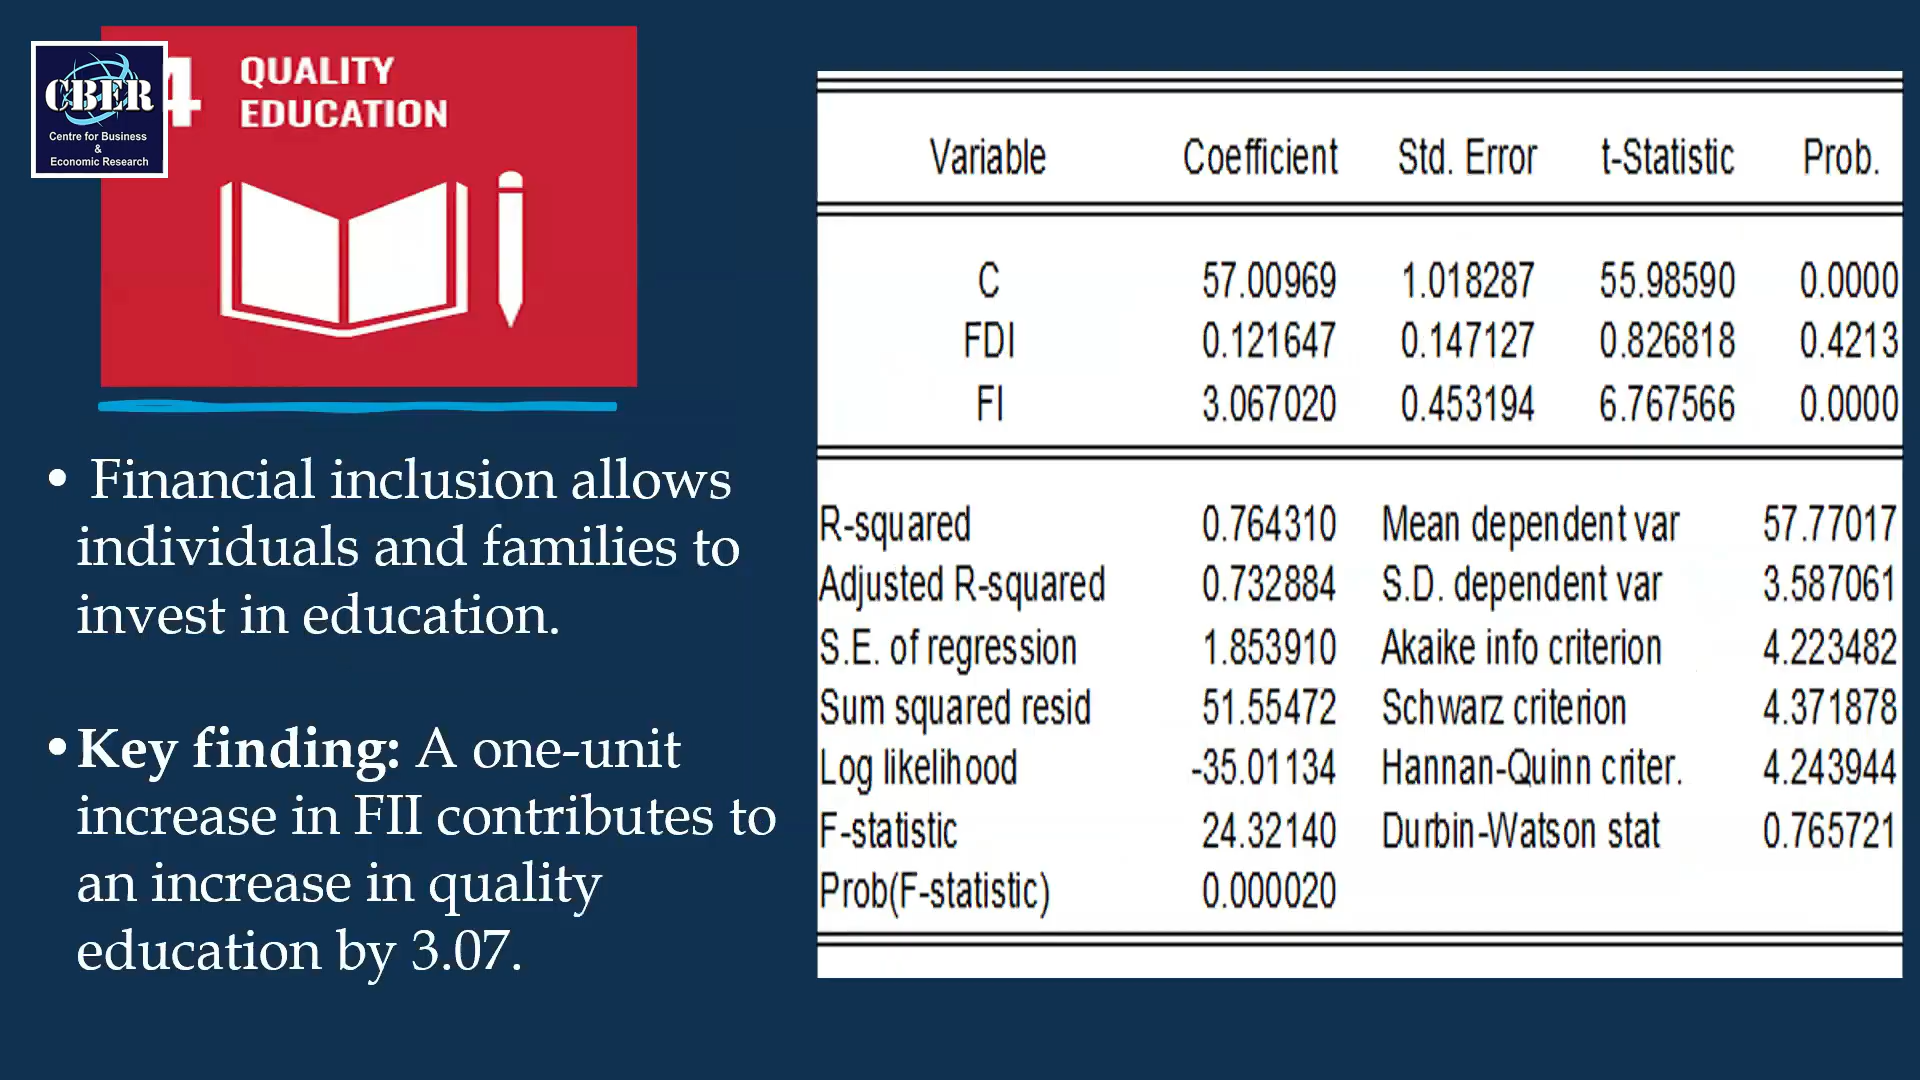 CBER
Centre for Business
&
Economic Research
4 QUALITY
EDUCATION
• Financial inclusion allows
individuals and families to
invest in education.
• Key finding: A one-unit
increase in FII contributes to
an increase in quality
education by 3.07.
Variable Coefficient Std. Error t-Statistic Prob.
C 57.00969 1.018287 55.98590 0.0000
FDI 0.121647 0.147127 0.826818 0.4213
FI 3.067020 0.453194 6.767566 0.0000
R-squared 0.764310 Mean dependent var 57.77017
Adjusted R-squared 0.732884 S.D. dependent var 3.587061
S.E. of regression 1.853910 Akaike info criterion 4.223482
Sum squared resid 51.55472 Schwarz criterion 4.371878
Log likelihood -35.01134 Hannan-Quinn criter. 4.243944
F-statistic 24.32140 Durbin-Watson stat 0.765721
Prob(F-statistic) 0.000020